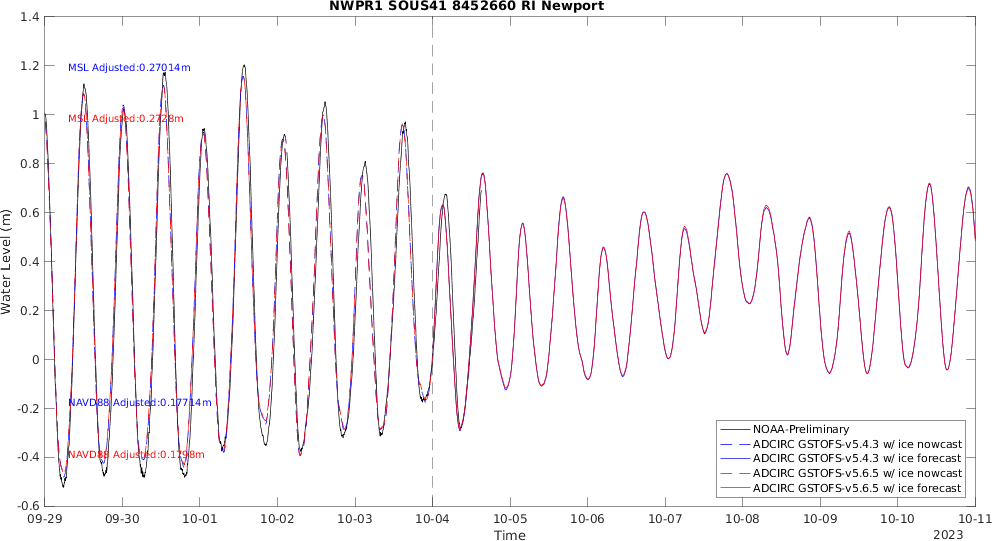 NWPR1 SOUS41 8452660 RI Newport
1.4
1.2
1
0.8
0.6
0.4
0.2
0
-0.2
-0.4
-0.6
Water Level (m)
MSL Adjusted:0.27014m
MSL Adjusted:0.2728m
NAVD88 Adjusted:0.17714m
NAVD88 Adjusted:0.1798m
NOAA-Preliminary
ADCIRC GSTOFS-v5.4.3 w/ ice nowcast
ADCIRC GSTOFS-v5.4.3 w/ ice forecast
ADCIRC GSTOFS-v5.6.5 w/ ice nowcast
ADCIRC GSTOFS-v5.6.5 w/ ice forecast
09-29 09-30 10-01 10-02 10-03 10-04 10-05 10-06 10-07 10-08 10-09 10-10 10-11
Time
2023